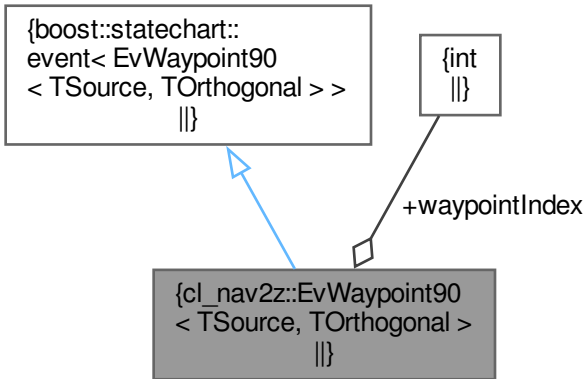 {boost::statechart::
event< EvWaypoint90
< TSource, TOrthogonal > >
||}
{int
||}
+waypointIndex
{cl_nav2z::EvWaypoint90
< TSource, TOrthogonal >
||}